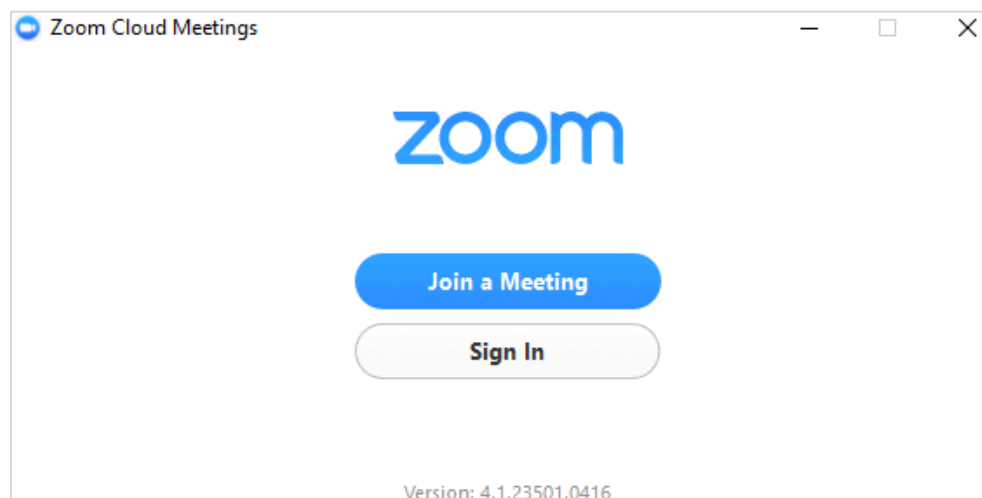 Zoom Cloud Meetings
zoom
Join a Meeting
Sign In
Version: 4.1.23501.0416